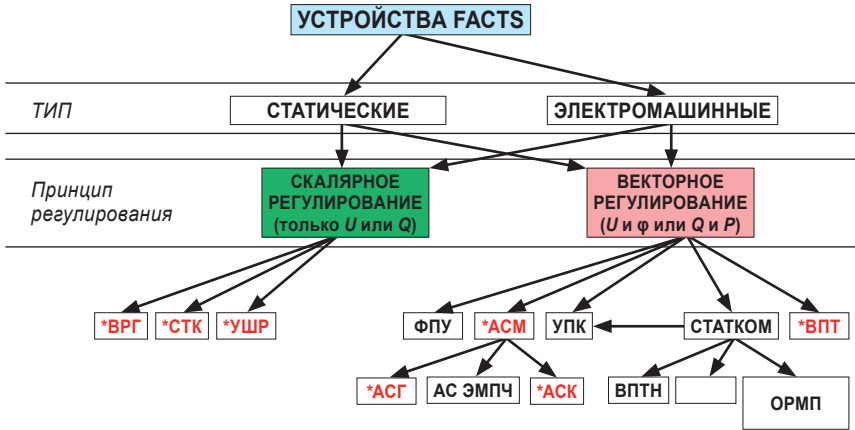 УСТРОЙСТВА FACTS
ТИП
СТАТИЧЕСКИЕ
ЭЛЕКТРОМАШИННЫЕ
Принцип
регулирования
СКАЛЯРНОЕ
РЕГУЛИРОВАНИЕ
(только U или Q)
ВЕКТОРНОЕ
РЕГУЛИРОВАНИЕ
(U и φ или Q и P)
*ВРГ
*СТК
*УШР
ФПУ
*АСМ
УПК
СТАТКОМ
*ВПТ
*АСГ
АС ЭМПЧ
*АСК
ВПТН
ОРМП